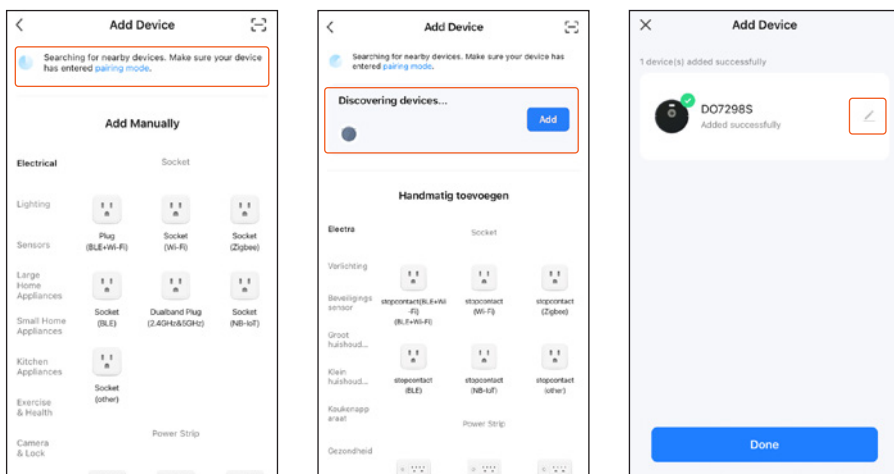 Add Device
Searching for nearby devices. Make sure your device
has entered pairing mode.
Add Manually
Electrical
Socket
Lighting
Sensors
Large
Home
Appliances
Small Home
Appliances
Kitchen
Appliances
Exercise
& Health
Camera
& Lock
Plug
(BLE+Wi-Fi)
Socket
(Wi-Fi)
Socket
(Zigbee)
Socket
(BLE)
Dualband Plug
(2.4GHz&5GHz)
Socket
(NB-IoT)
Socket
(other)
Power Strip
Add Device
Searching for nearby devices. Make sure your device has
entered pairing mode.
Discovering devices...
Add
Handmatig toevoegen
Electra
Socket
Verlichting
Beveiligings
sensor
Groot
huishoud...
Klein
huishoud...
Keukenapp
araat
Gezondheid
stopcontact(BLE+Wi
-Fi)
(BLE+Wi-Fi)
stopcontact
(Wi-Fi)
stopcontact
(Zigbee)
stopcontact
(BLE)
stopcontact
(NB-IoT)
stopcontact
(other)
Power Strip
Add Device
1 device(s) added successfully
DO7298S
Added successfully
Done